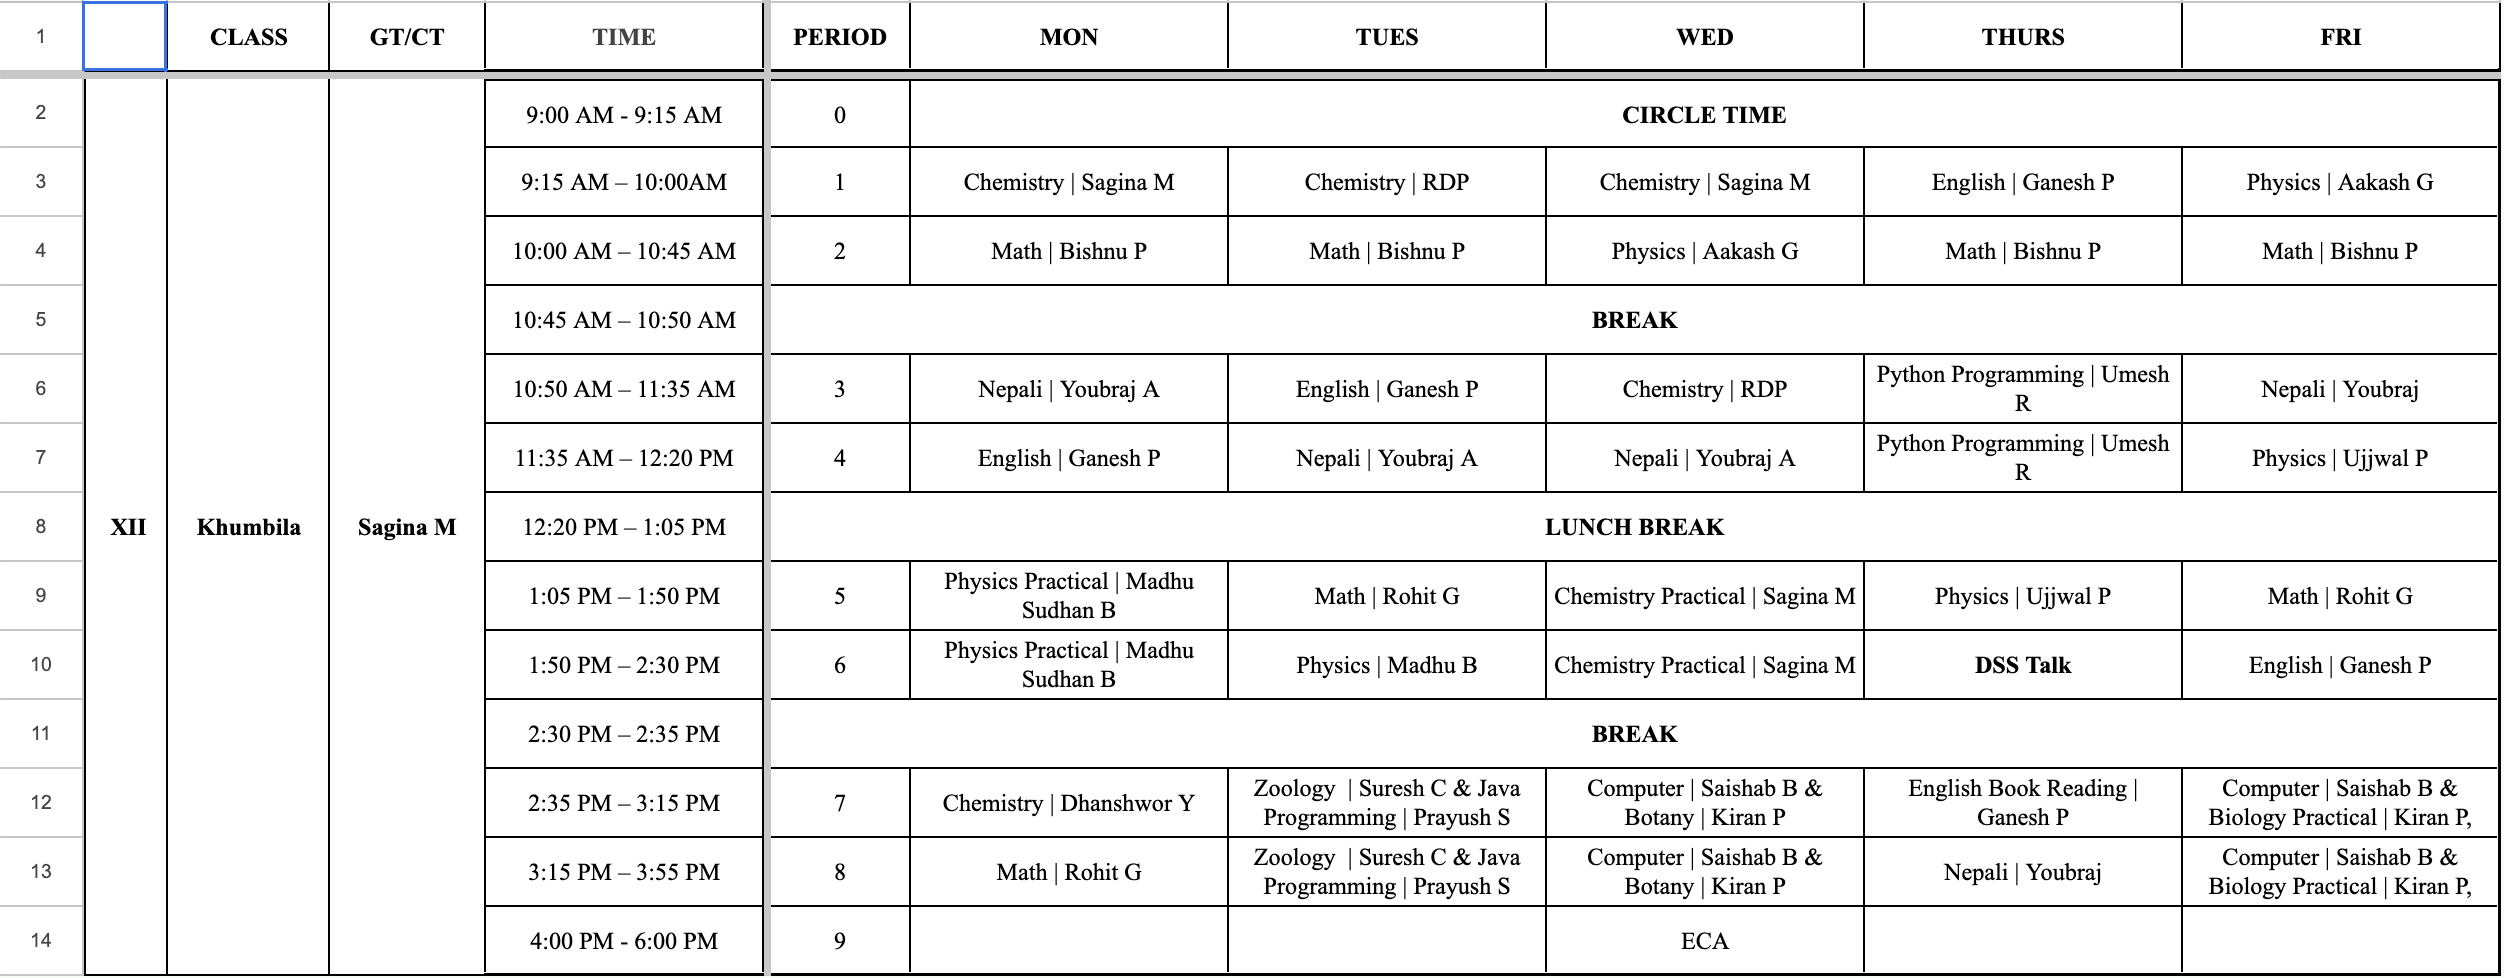 1 CLASS GT/CT TIME PERIOD MON TUES WED THURS FRI
2 9:00 AM - 9:15 AM 0 CIRCLE TIME
3 9:15 AM – 10:00AM 1 Chemistry | Sagina M Chemistry | RDP Chemistry | Sagina M English | Ganesh P Physics | Aakash G
4 10:00 AM – 10:45 AM 2 Math | Bishnu P Math | Bishnu P Physics | Aakash G Math | Bishnu P Math | Bishnu P
5 10:45 AM – 10:50 AM BREAK
6 10:50 AM – 11:35 AM 3 Nepali | Youbraj A English | Ganesh P Chemistry | RDP Python Programming | Umesh
R Nepali | Youbraj
7 11:35 AM – 12:20 PM 4 English | Ganesh P Nepali | Youbraj A Nepali | Youbraj A Python Programming | Umesh
R Physics | Ujjwal P
8 XII Khumbila Sagina M 12:20 PM – 1:05 PM LUNCH BREAK
9 1:05 PM – 1:50 PM 5 Physics Practical | Madhu
Sudhan B Math | Rohit G Chemistry Practical | Sagina M Physics | Ujjwal P Math | Rohit G
10 1:50 PM – 2:30 PM 6 Physics Practical | Madhu
Sudhan B Physics | Madhu B Chemistry Practical | Sagina M DSS Talk English | Ganesh P
11 2:30 PM – 2:35 PM BREAK
12 2:35 PM – 3:15 PM 7 Chemistry | Dhanshwor Y Zoology | Suresh C & Java
Programming | Prayush S Computer | Saishab B &
Botany | Kiran P English Book Reading |
Ganesh P Computer | Saishab B &
Biology Practical | Kiran P,
13 3:15 PM – 3:55 PM 8 Math | Rohit G Zoology | Suresh C & Java
Programming | Prayush S Computer | Saishab B &
Botany | Kiran P Nepali | Youbraj Computer | Saishab B &
Biology Practical | Kiran P,
14 4:00 PM - 6:00 PM 9 ECA